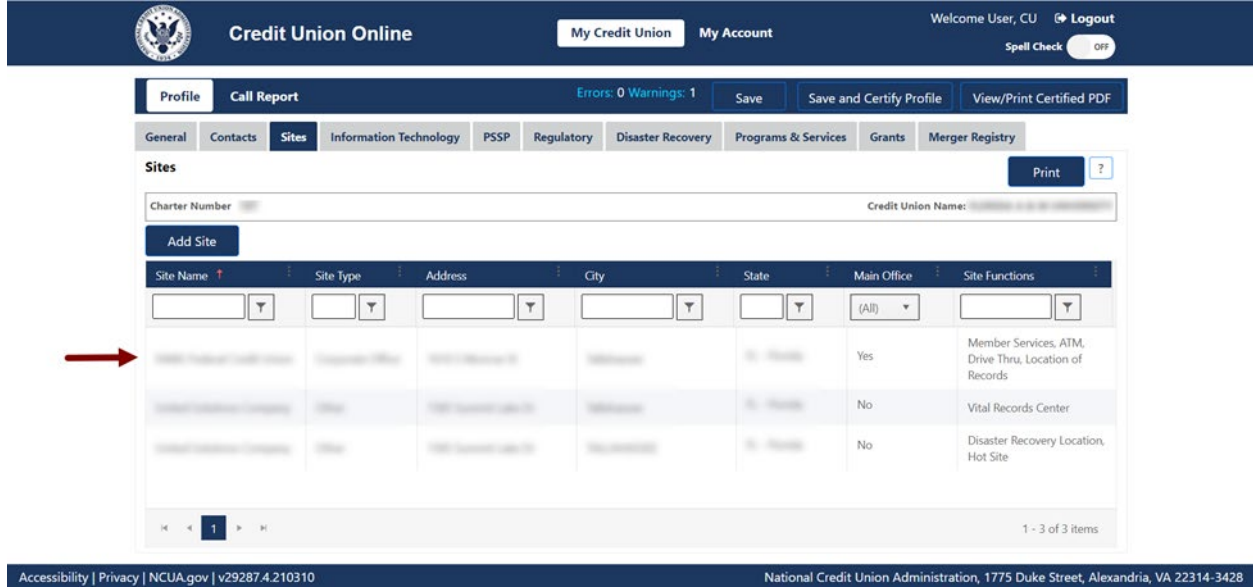 Credit Union Online
My Credit Union
My Account
Welcome User, CU
Logout
Spell Check
OFF
Profile
Call Report
Errors: 0 Warnings: 1
Save
Save and Certify Profile
View/Print Certified PDF
General
Contacts
Sites
Information Technology
PSSP
Regulatory
Disaster Recovery
Programs & Services
Grants
Merger Registry
Sites
Print
?
Charter Number
Credit Union Name:
Add Site
Site Name
Site Type
Address
City
State
Main Office
Site Functions
(All)
Yes
Member Services, ATM,
Drive Thru, Location of
Records
No
Vital Records Center
No
Disaster Recovery Location,
Hot Site
1
1 - 3 of 3 items
Accessibility | Privacy | NCUA.gov | v29287.4.210310
National Credit Union Administration, 1775 Duke Street, Alexandria, VA 22314-3428